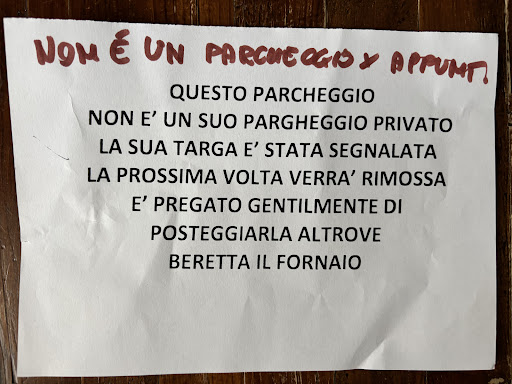 NON É UN PARCHEGGIO X APPUNT.
QUESTO PARCHEGGIO
NON E' UN SUO PARGHEGGIO PRIVATO
LA SUA TARGA E' STATA SEGNALATA
LA PROSSIMA VOLTA VERRA' RIMOSSA
E' PREGATO GENTILMENTE DI
POSTEGGIARLA ALTROVE
BERETTA IL FORNAIO